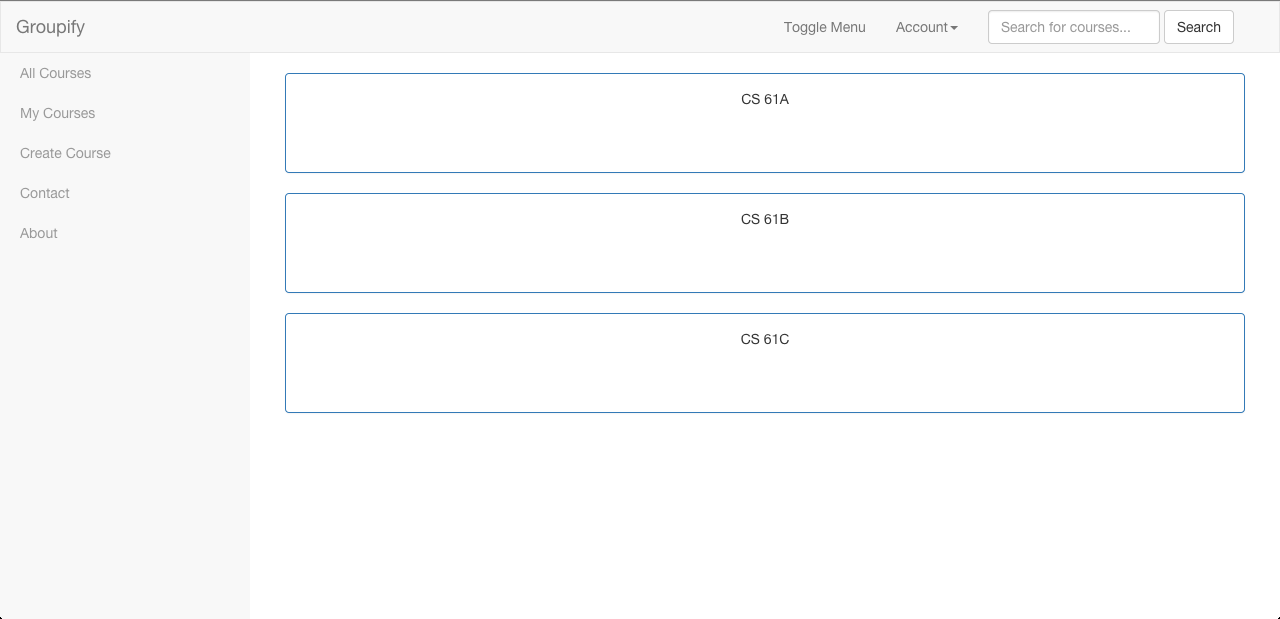 Groupify
Toggle Menu
Account
Search for courses...
Search
All Courses
My Courses
Create Course
Contact
About
CS 61A
CS 61B
CS 61C